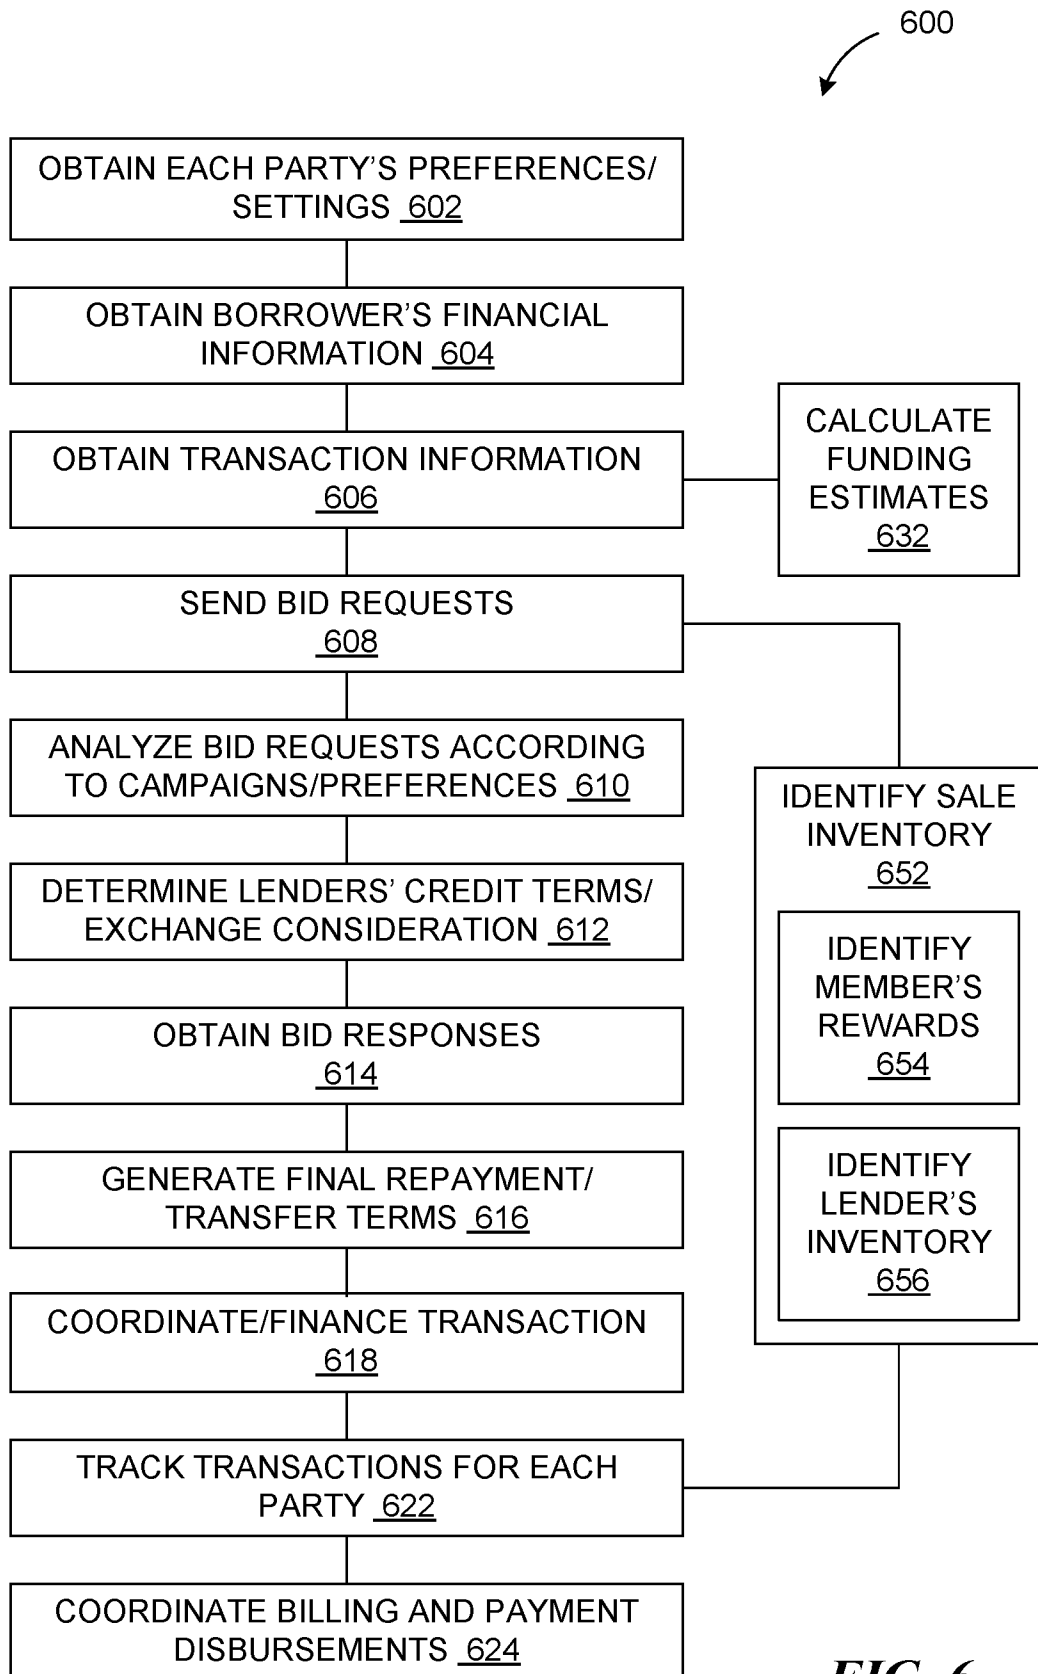 600
OBTAIN EACH PARTY'S PREFERENCES/
SETTINGS 602
OBTAIN BORROWER'S FINANCIAL
INFORMATION 604
OBTAIN TRANSACTION INFORMATION
606
CALCULATE
FUNDING
ESTIMATES
632
SEND BID REQUESTS
608
ANALYZE BID REQUESTS ACCORDING
TO CAMPAIGNS/PREFERENCES 610
DETERMINE LENDERS' CREDIT TERMS/
EXCHANGE CONSIDERATION 612
OBTAIN BID RESPONSES
614
GENERATE FINAL REPAYMENT/
TRANSFER TERMS 616
COORDINATE/FINANCE TRANSACTION
618
IDENTIFY SALE
INVENTORY
652
IDENTIFY
MEMBER'S
REWARDS
654
IDENTIFY
LENDER'S
INVENTORY
656
TRACK TRANSACTIONS FOR EACH
PARTY 622
COORDINATE BILLING AND PAYMENT
DISBURSEMENTS 624
FIG. 6